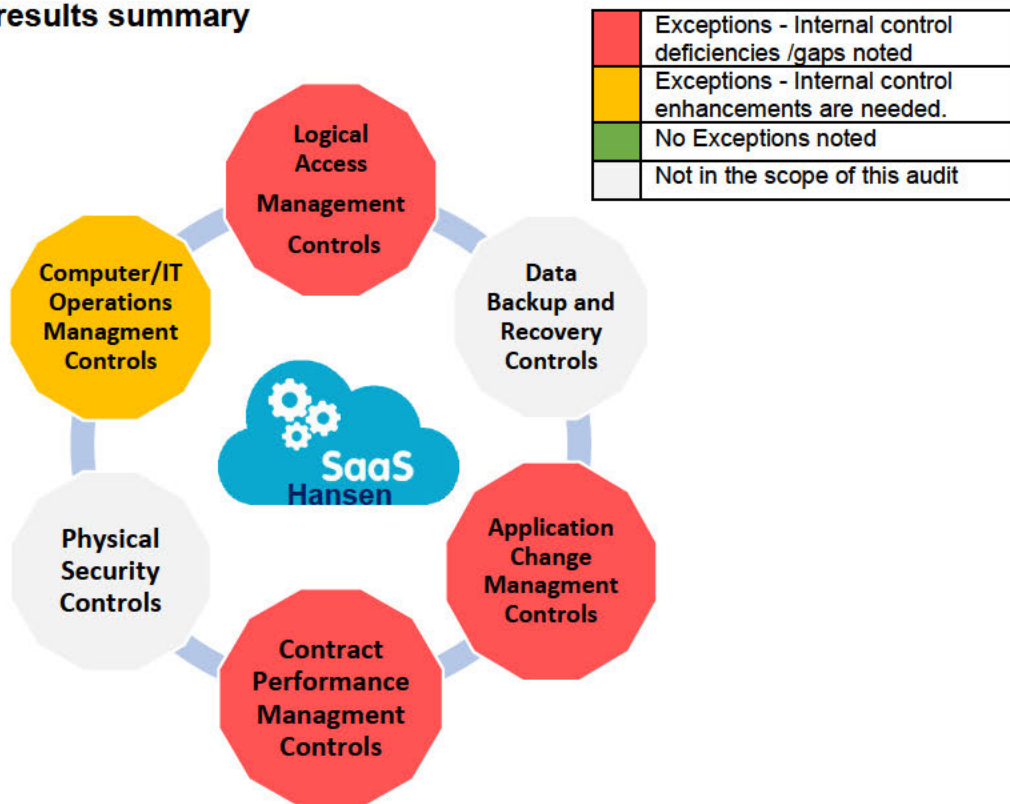 results summary
Exceptions - Internal control
deficiencies /gaps noted
Exceptions - Internal control
enhancements are needed.
No Exceptions noted
Not in the scope of this audit
Logical
Access
Management
Controls
Computer/IT
Operations
Managment
Controls
Data
Backup and
Recovery
Controls
SaaS
Hansen
Physical
Security
Controls
Application
Change
Managment
Controls
Contract
Performance
Managment
Controls